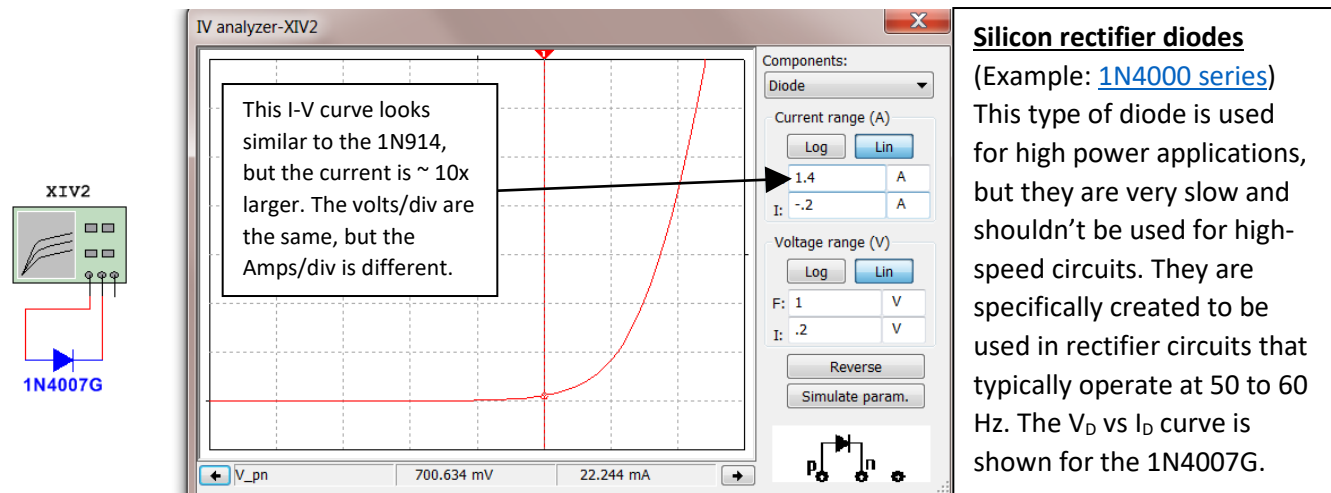 XIV2
1N4007G
IV analyzer-XIV2
This I-V curve looks
similar to the 1N914,
but the current is ~ 10x
larger. The volts/div are
the same, but the
Amps/div is different.
1
V_pn 700.634 mV 22.244 mA
Components:
Diode
Current range (A)
Log Lin
1.4 A
I: -.2 A
Voltage range (V)
Log Lin
F: 1 V
I: .2 V
Reverse
Simulate param.
p n
Silicon rectifier diodes
(Example: 1N4000 series)
This type of diode is used
for high power applications,
but they are very slow and
shouldn’t be used for high-
speed circuits. They are
specifically created to be
used in rectifier circuits that
typically operate at 50 to 60
Hz. The VD vs ID curve is
shown for the 1N4007G.